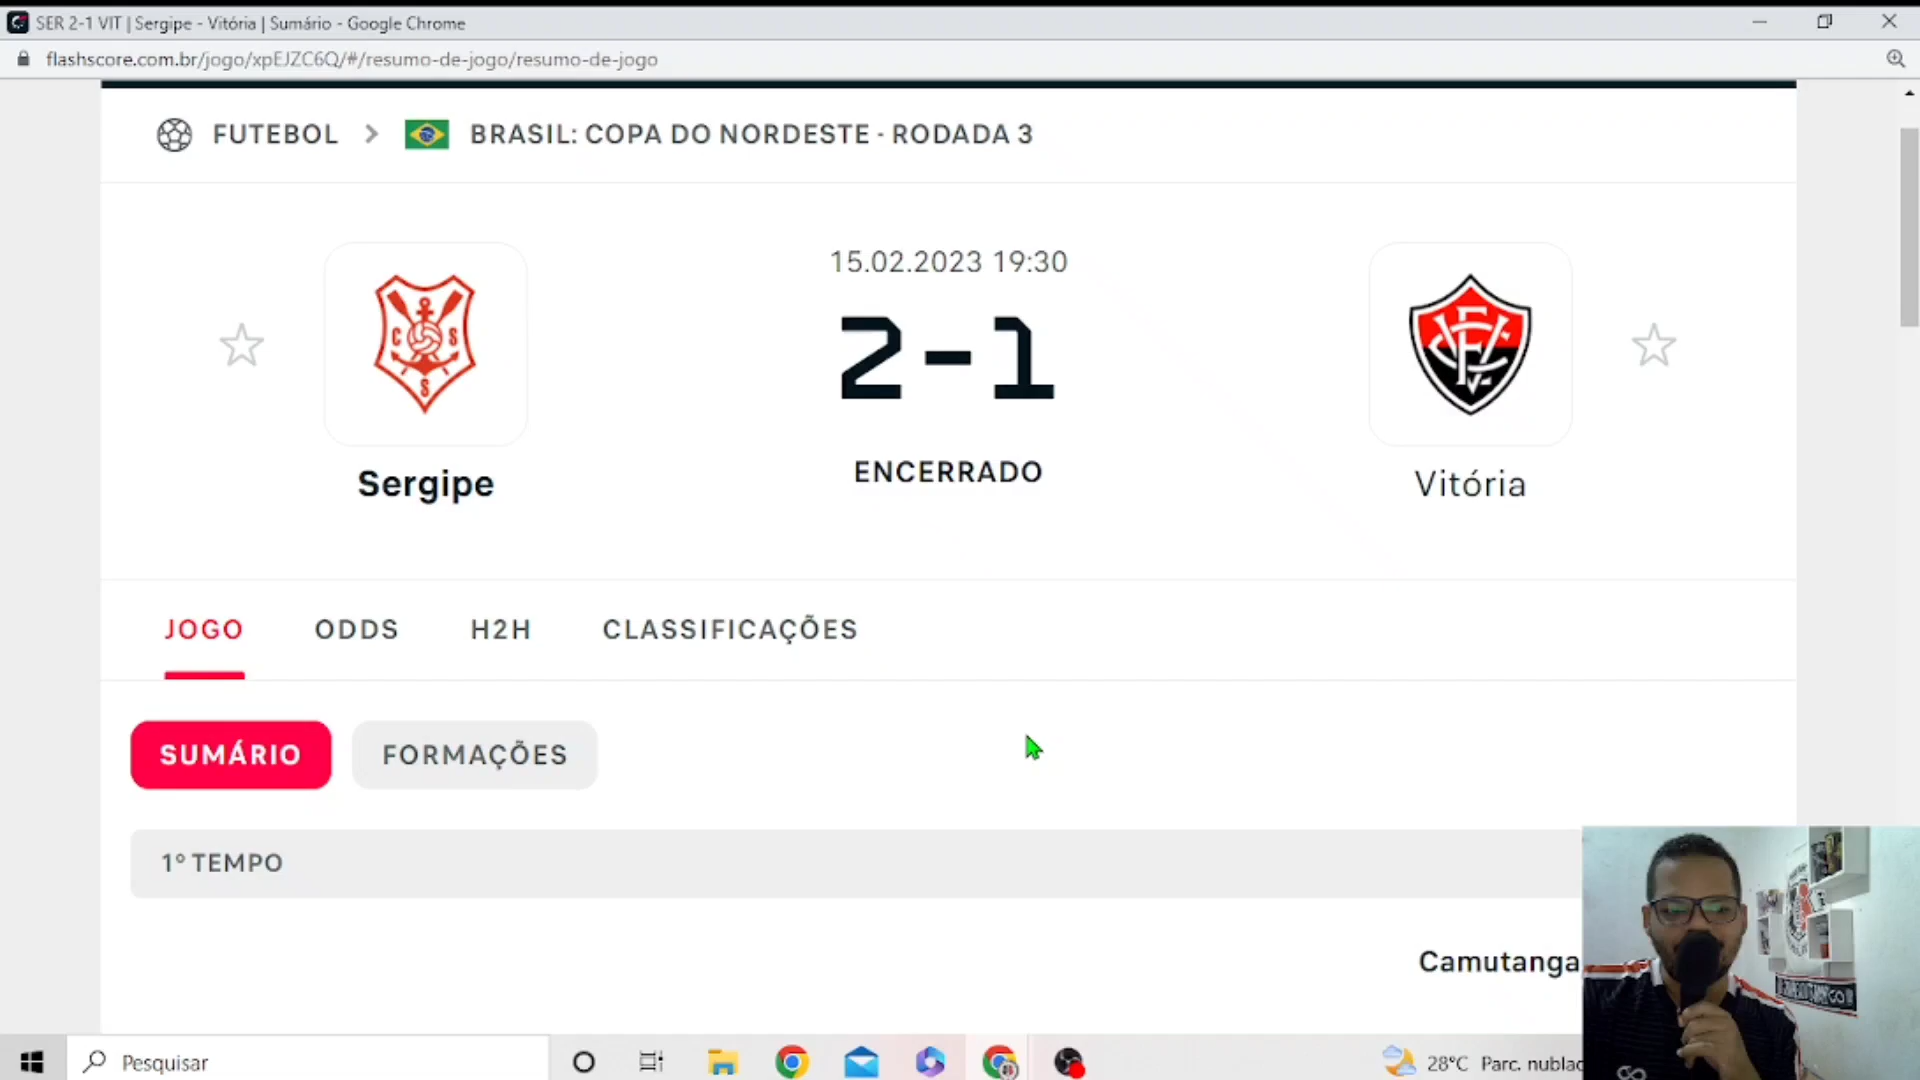 SER 2-1 VIT | Sergipe - Vitória | Sumário - Google Chrome
flashscore.com.br/jogo/xpEJZC6Q/#/resumo-de-jogo/resumo-de-jogo
FUTEBOL > BRASIL: COPA DO NORDESTE - RODADA 3
15.02.2023 19:30
2-1
ENCERRADO
CSSS
Sergipe
Vitória
JOGO ODDS H2H CLASSIFICAÇÕES
SUMÁRIO FORMAÇÕES
1º TEMPO
Camutanga
Pesquisar
28°C Parc. nublad